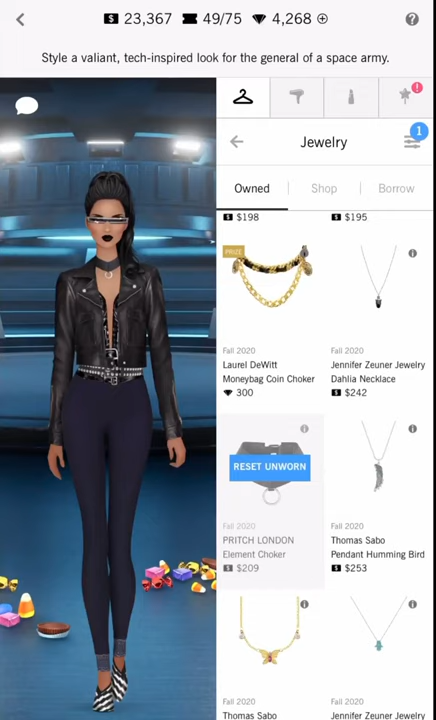 23,367 49/75 4,268
Style a valiant, tech-inspired look for the general of a space army.
Jewelry
1
Owned Shop Borrow
$198 $195
PRIZE
Fall 2020 Fall 2020
Laurel DeWitt Jennifer Zeuner Jewelry
Moneybag Coin Choker Dahlia Necklace
300 $242
RESET UNWORN
Fall 2020 Fall 2020
PRITCH LONDON Thomas Sabo
Element Choker Pendant Humming Bird
$209 $253
Fall 2020 Fall 2020
Thomas Sabo Jennifer Zeuner Jewelry